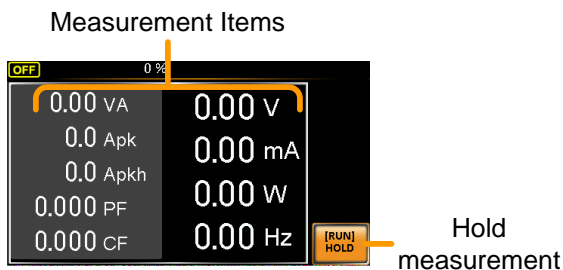 Measurement Items
OFF 0 %
0.00 VA
0.0 Apk
0.0 Apkh
0.000 PF
0.000 CF
0.00 V
0.00 mA
0.00 W
0.00 Hz
[RUN]
HOLD
Hold
measurement